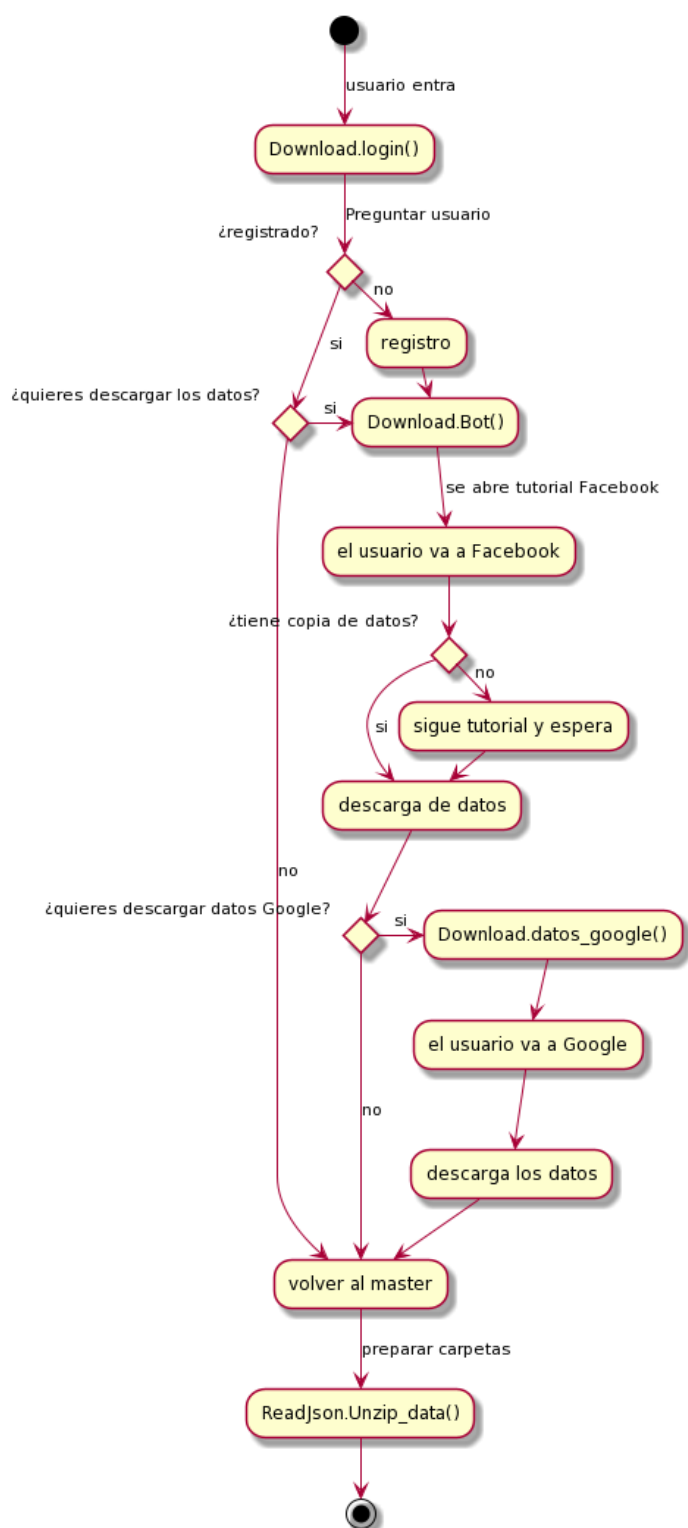 usuario entra
Download.login()
Preguntar usuario
¿registrado?
no
si
registro
¿quieres descargar los datos?
si
Download.Bot()
se abre tutorial Facebook
el usuario va a Facebook
¿tiene copia de datos?
no
si
sigue tutorial y espera
descarga de datos
no
¿quieres descargar datos Google?
si
Download.datos_google()
el usuario va a Google
no
descarga los datos
volver al master
preparar carpetas
ReadJson.Unzip_data()